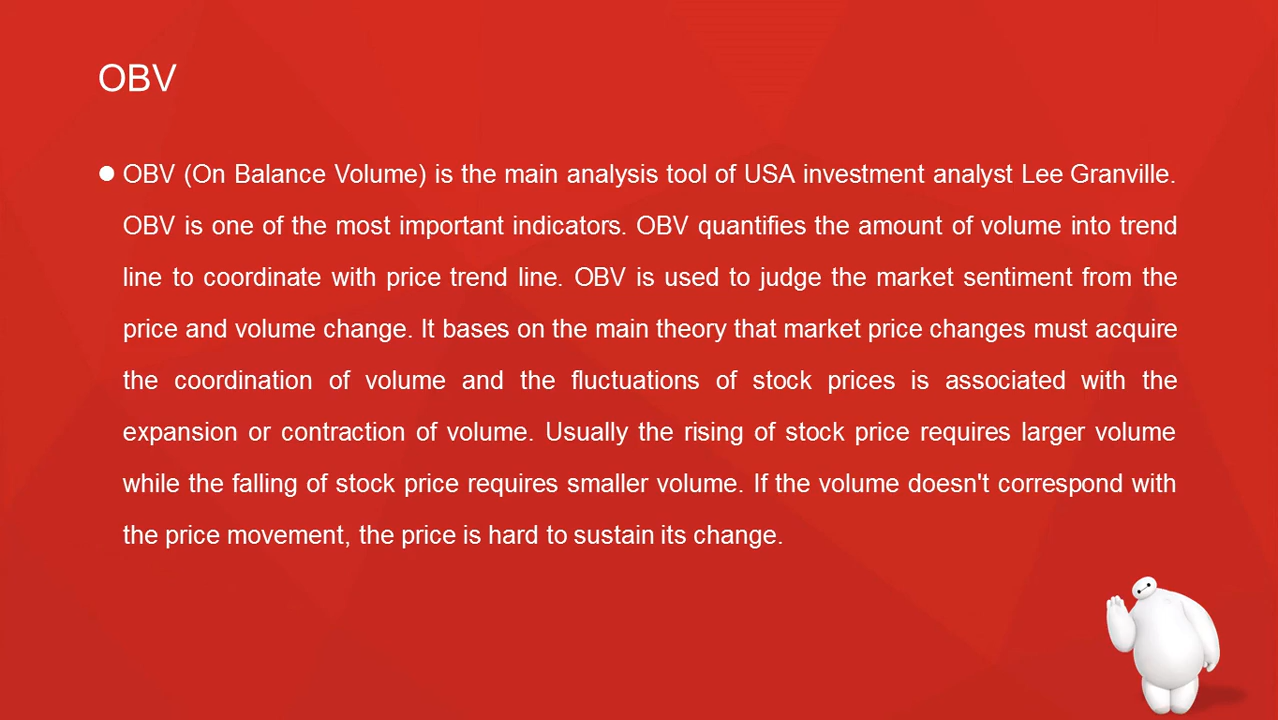 OBV
● OBV (On Balance Volume) is the main analysis tool of USA investment analyst Lee Granville.
OBV is one of the most important indicators. OBV quantifies the amount of volume into trend
line to coordinate with price trend line. OBV is used to judge the market sentiment from the
price and volume change. It bases on the main theory that market price changes must acquire
the coordination of volume and the fluctuations of stock prices is associated with the
expansion or contraction of volume. Usually the rising of stock price requires larger volume
while the falling of stock price requires smaller volume. If the volume doesn't correspond with
the price movement, the price is hard to sustain its change.